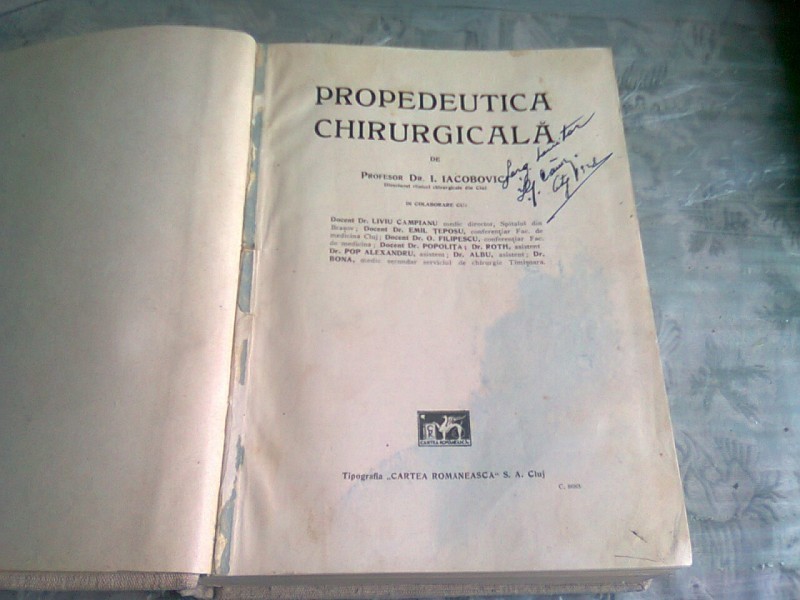 PROPEDEUTICA
CHIRURGICALĂ
DE
PROFESOR DR. I. IACOBOVICI
Directorul clinicei chirurgicale din Cluj
IN COLABORARE CU:
Docent Dr. LIVIU CAMPIANU medic director, Spitalul din
Brașov; Docent Dr. EMIL ȚEPOSU, conferențiar Fac. de
medicina Cluj; Docent Dr. O. FILIPESCU, conferențiar Fac.
de medicina; Docent Dr. POPOLIȚA; Dr. ROTH, asistent
Dr. POP ALEXANDRU, asistent; Dr. ALBU, asistent; Dr.
BONA, medic secundar serviciul de chirurgie Timișoara.
CARTEA ROMÂNEASCĂ
Tipografia „CARTEA ROMANEASCA" S. A. Cluj
C.